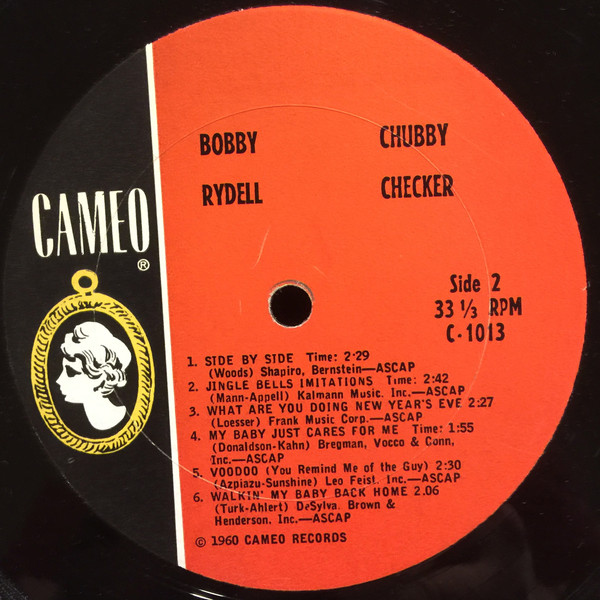 BOBBY CHUBBY
RYDELL CHECKER
CAMEO
®
Side 2
33 ⅓ RPM
C-1013
1. SIDE BY SIDE Time: 2:29
(Woods) Shapiro, Bernstein—ASCAP
2. JINGLE BELLS IMITATIONS Time: 2:42
(Mann-Appell) Kalmann Music. Inc.—ASCAP
3. WHAT ARE YOU DOING NEW YEAR'S EVE 2:27
(Loesser) Frank Music Corp.—ASCAP
4. MY BABY JUST CARES FOR ME Time: 1:55
(Donaldson-Kahn) Bregman, Vocco & Conn,
Inc.—ASCAP
5. VOODOO (You Remind Me of the Guy) 2:30
(Azpiazu-Sunshine) Leo Feist. Inc.—ASCAP
6. WALKIN' MY BABY BACK HOME 2.06
(Turk-Ahlert) DeSylva, Brown &
Henderson, Inc.—ASCAP
© 1960 CAMEO RECORDS